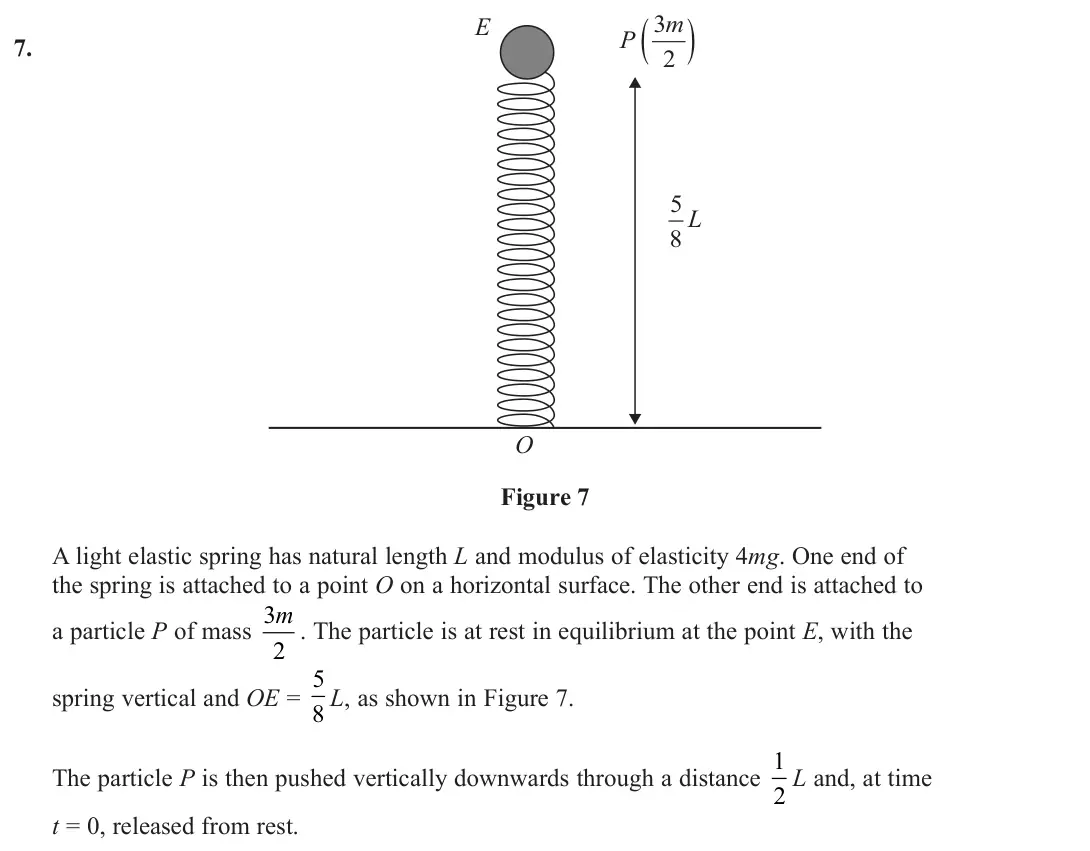 7.
E
P(3m/2)
5/8 L
O
Figure 7
A light elastic spring has natural length L and modulus of elasticity 4mg. One end of
the spring is attached to a point O on a horizontal surface. The other end is attached to
a particle P of mass 3m/2. The particle is at rest in equilibrium at the point E, with the
spring vertical and OE = 5/8 L, as shown in Figure 7.
The particle P is then pushed vertically downwards through a distance 1/2 L and, at time
t = 0, released from rest.